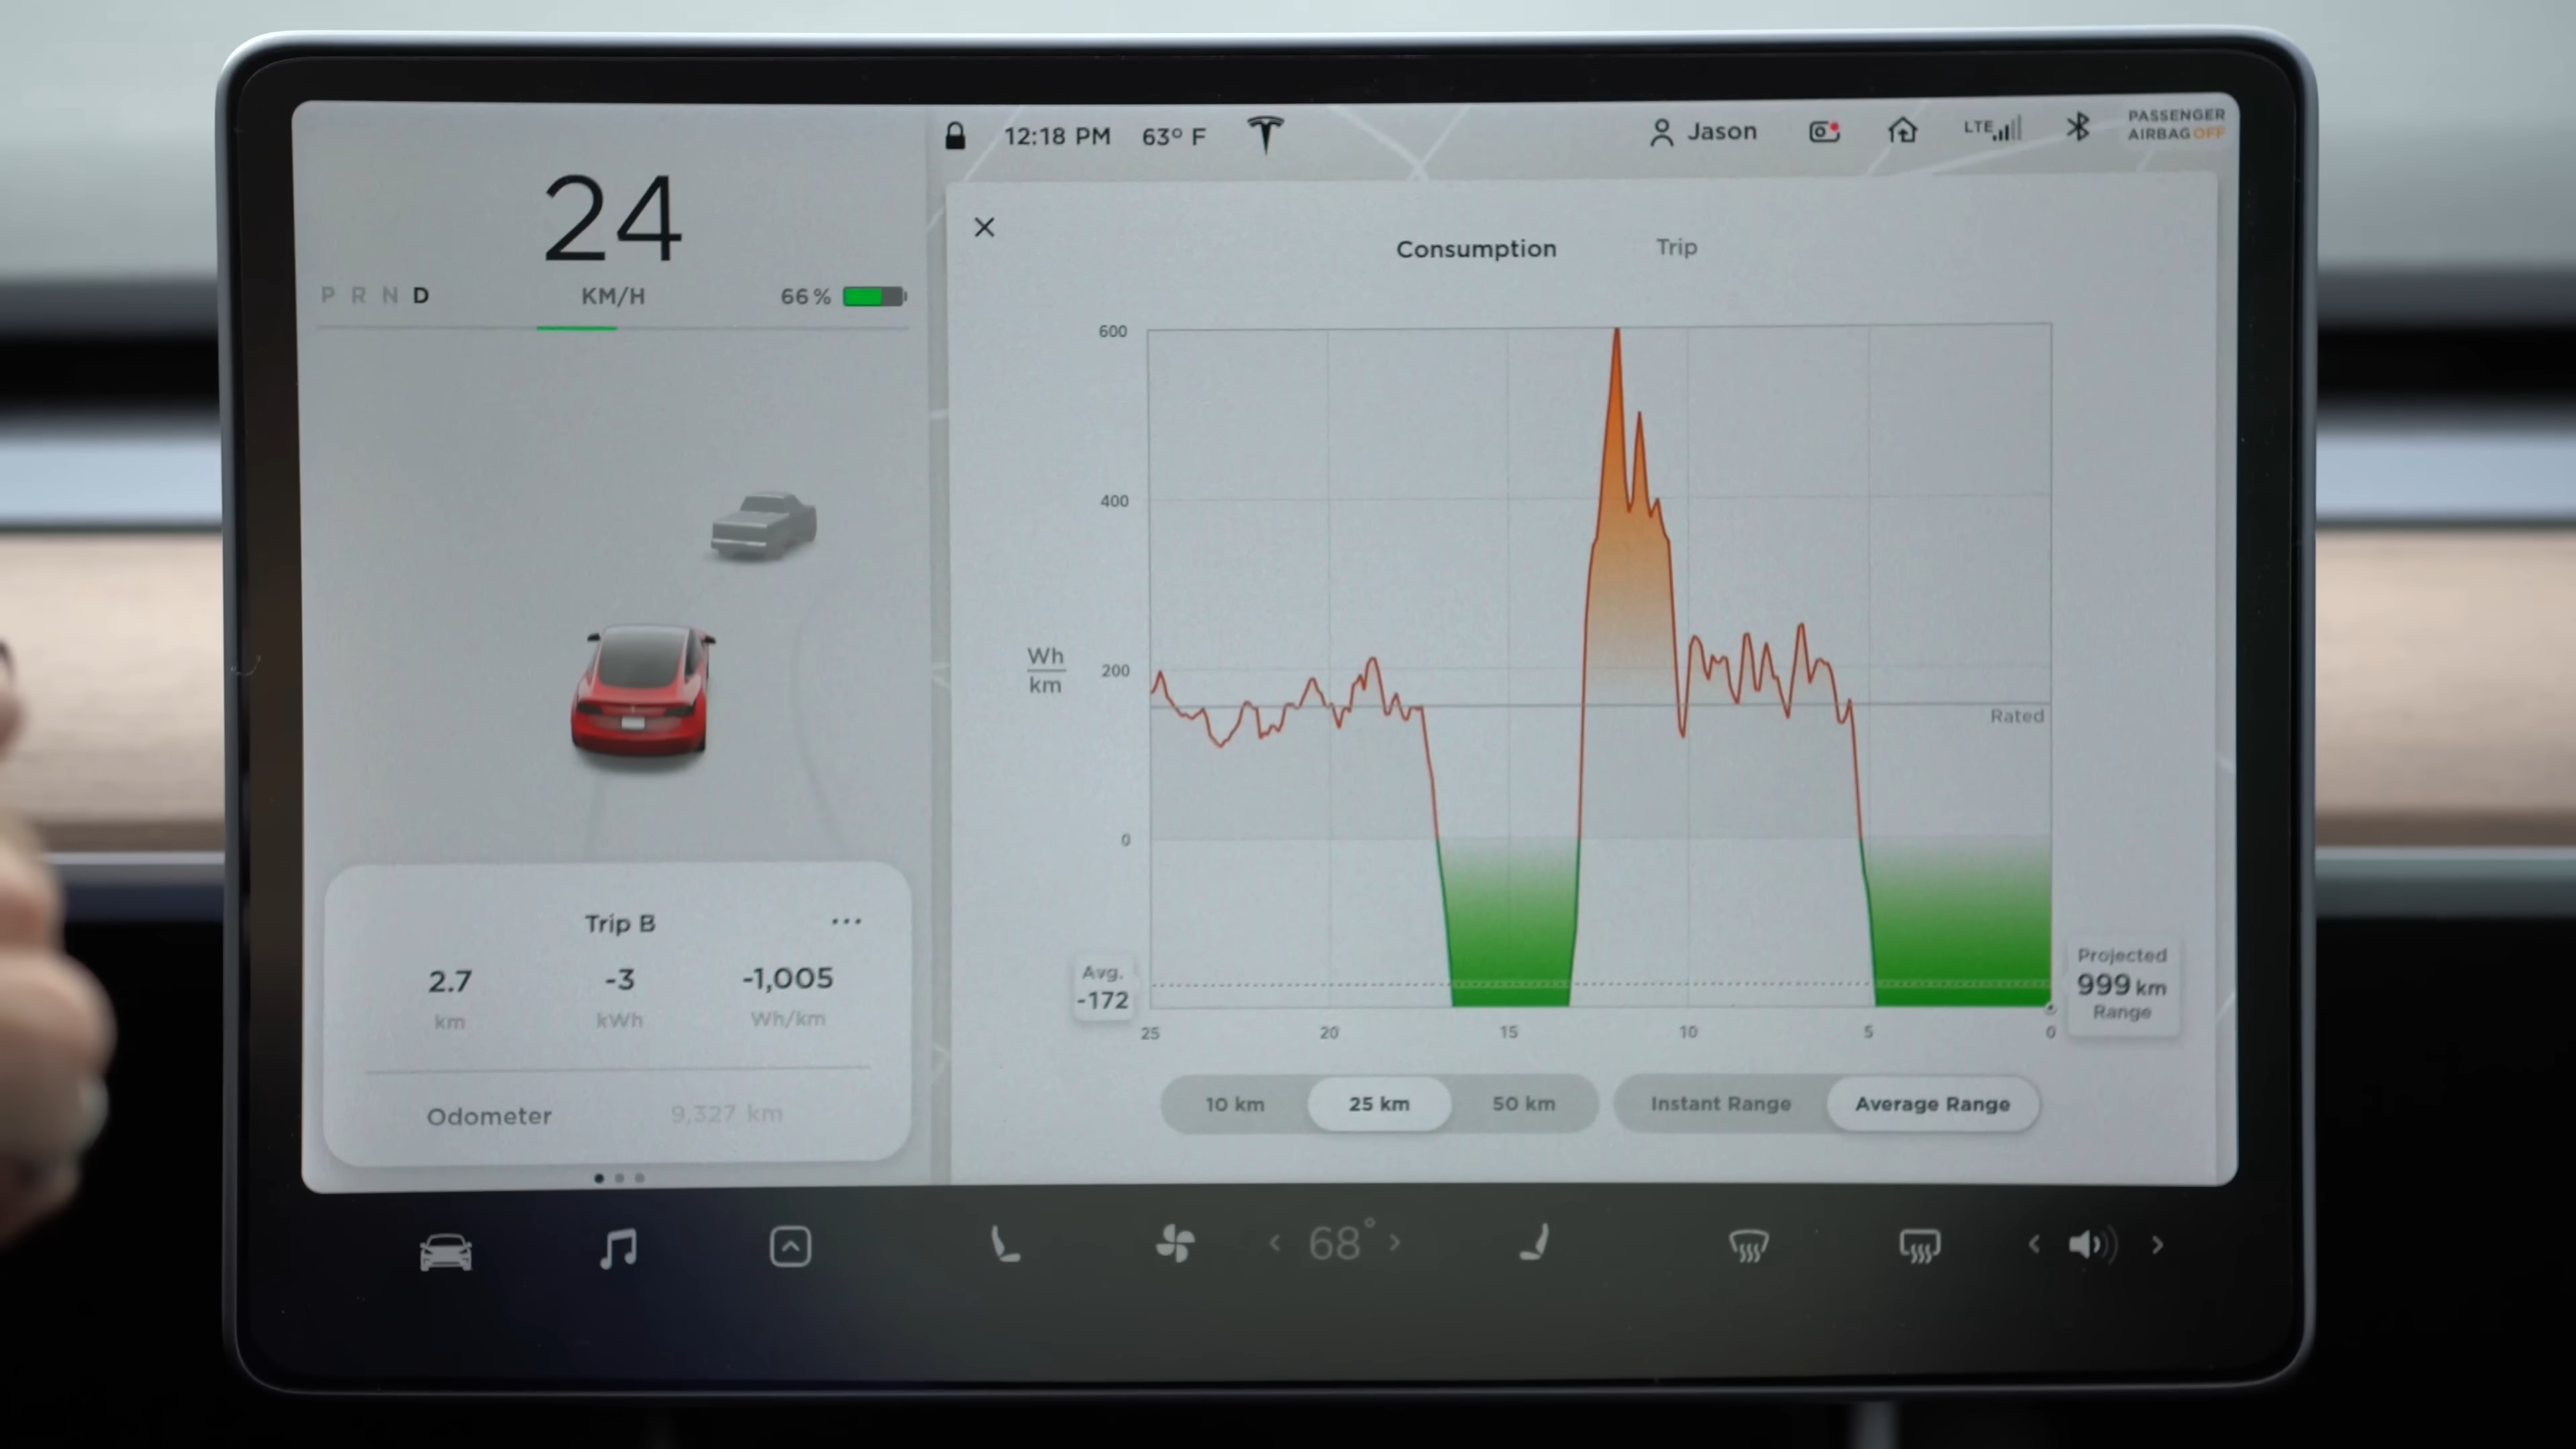 24
P R N D
KM/H
66 %
12:18 PM
63° F
Jason
LTE
PASSENGER
AIRBAG OFF
Consumption
Trip
600
400
200
0
Wh
km
Rated
Avg.
-172
Projected
999 km
Range
25
20
15
10
5
0
10 km
25 km
50 km
Instant Range
Average Range
Trip B
2.7
-3
-1,005
km
kWh
Wh/km
Odometer
9,327 km
68°